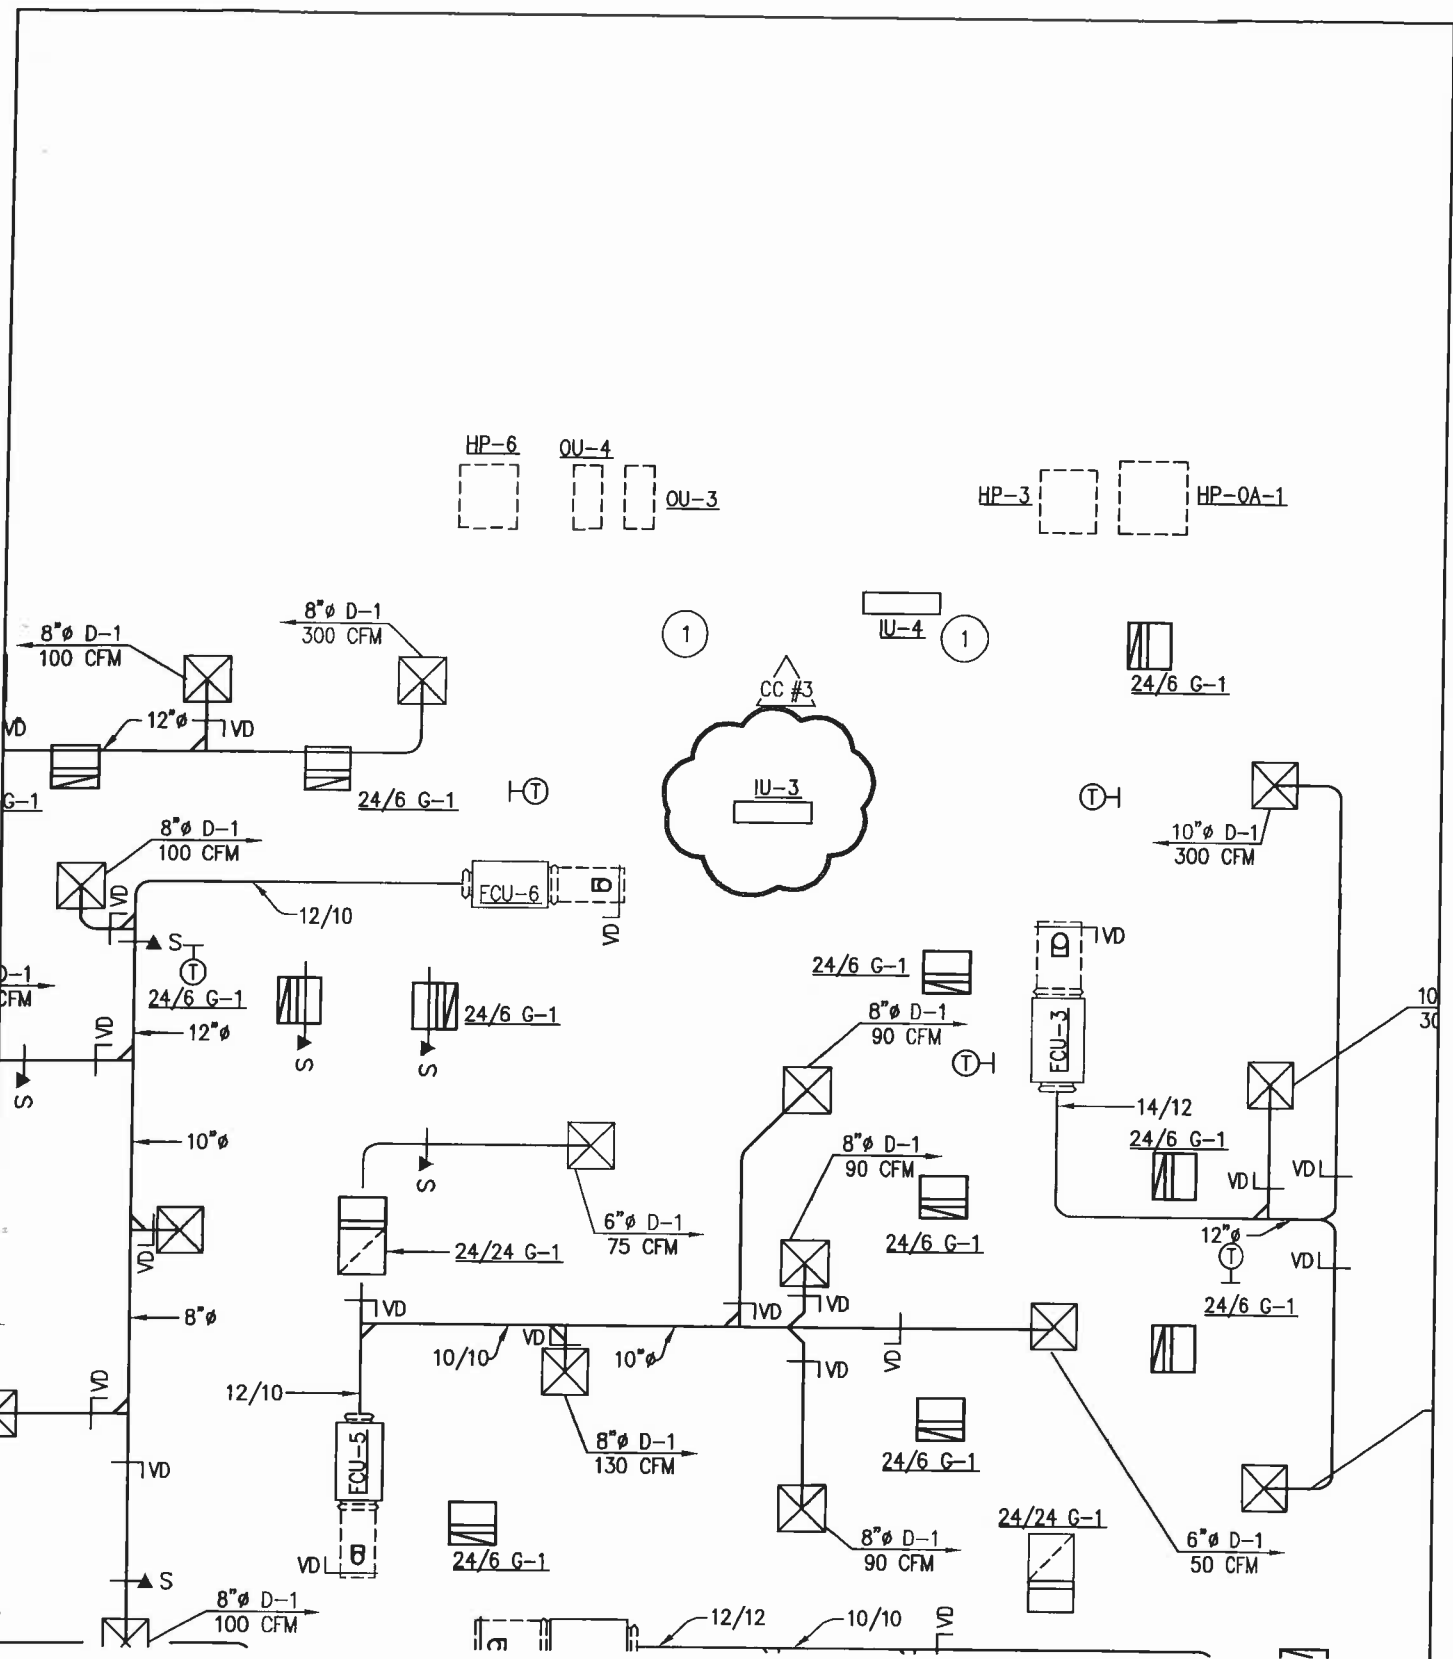 HP-6
OU-4
OU-3
HP-3
HP-OA-1
8"ø D-1
100 CFM
8"ø D-1
300 CFM
1
IU-4
1
24/6 G-1
CC #3
VD
12"ø
VD
G-1
24/6 G-1
T
IU-3
T
8"ø D-1
100 CFM
10"ø D-1
300 CFM
VD
FCU-6
12/10
VD
VD
S
T
24/6 G-1
24/6 G-1
24/6 G-1
D-1
CFM
VD
12"ø
S
S
S
8"ø D-1
90 CFM
T
FCU-3
10
30
14/12
24/6 G-1
10"ø
S
8"ø D-1
90 CFM
VD
VD
VD
6"ø D-1
75 CFM
24/24 G-1
24/6 G-1
12"ø
T
VD
24/6 G-1
8"ø
VD
VD
VD
VD
10/10
10"ø
VD
VD
12/10
VD
FCU-5
8"ø D-1
130 CFM
24/6 G-1
VD
VD
24/6 G-1
8"ø D-1
90 CFM
24/24 G-1
6"ø D-1
50 CFM
S
8"ø D-1
100 CFM
12/12
10/10
VD